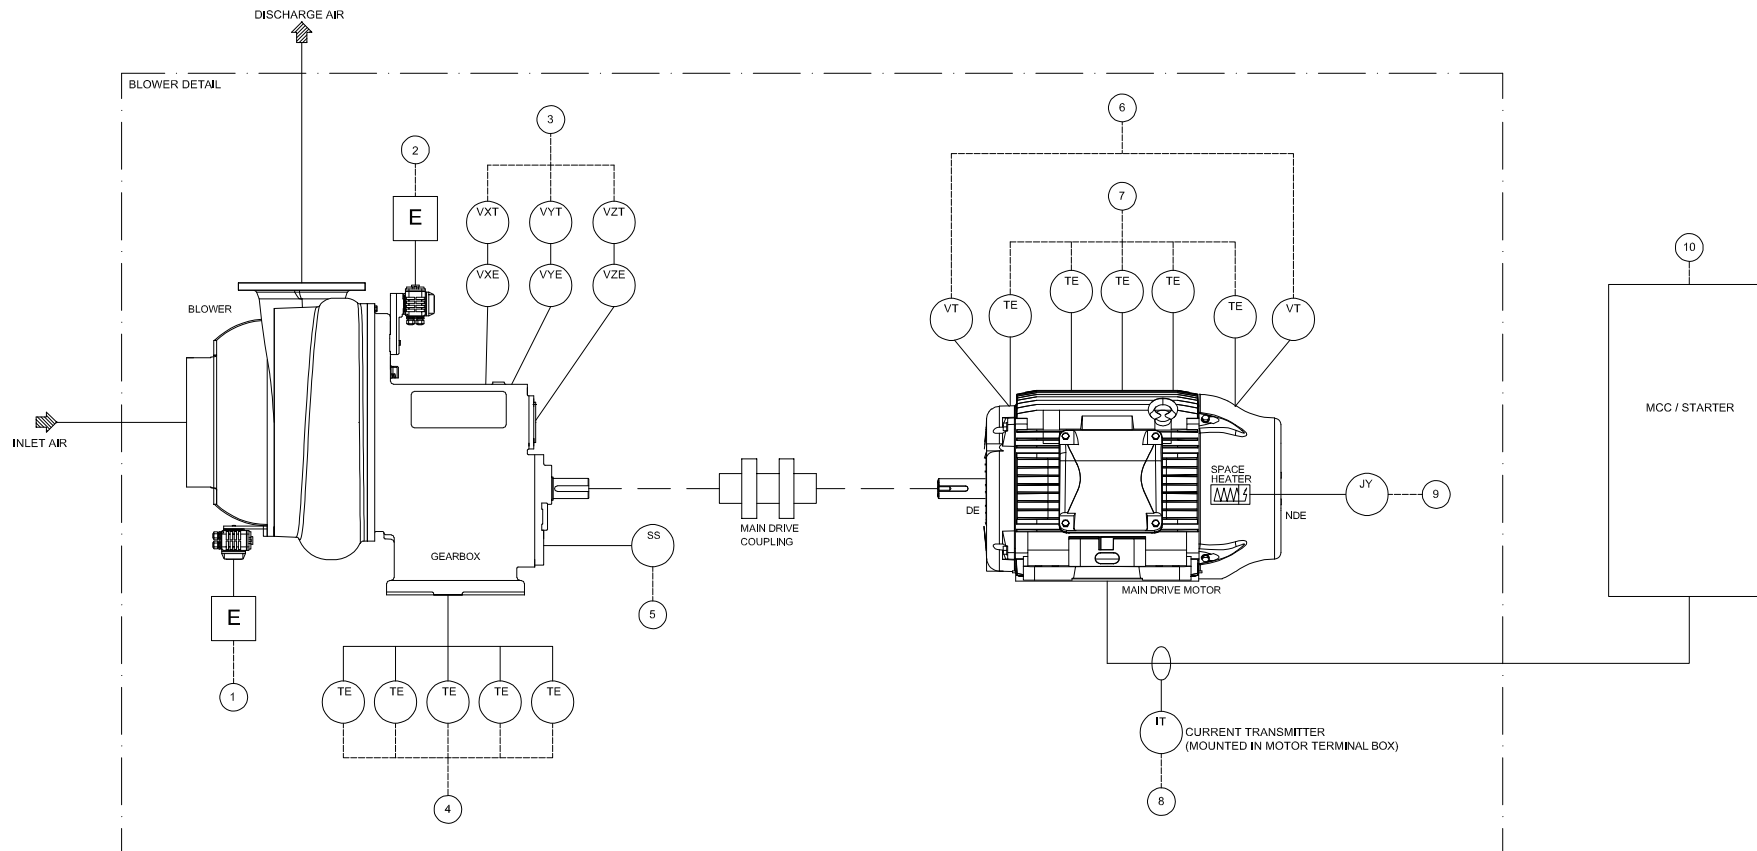 DISCHARGE AIR
BLOWER DETAIL
6
3
2
7
E
VXT
VYT
VZT
10
VXE
VYE
VZE
TE
TE
TE
TE
TE
VT
VT
BLOWER
MCC / STARTER
INLET AIR
SPACE
HEATER
JY
9
DE
NDE
MAIN DRIVE
COUPLING
SS
GEARBOX
MAIN DRIVE MOTOR
5
E
1
TE
TE
TE
TE
TE
IT
CURRENT TRANSMITTER
(MOUNTED IN MOTOR TERMINAL BOX)
4
8